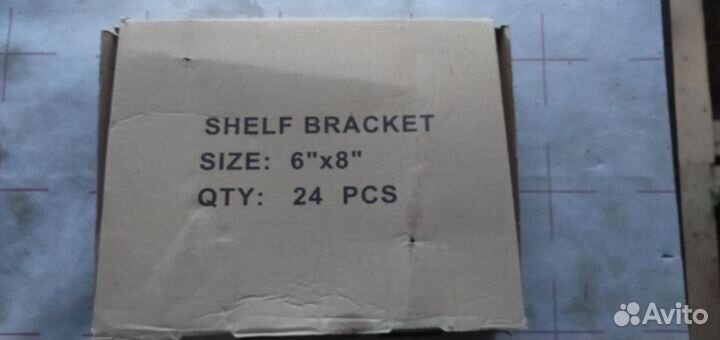 SHELF BRACKET
SIZE: 6"x8"
QTY: 24 PCS
Avito